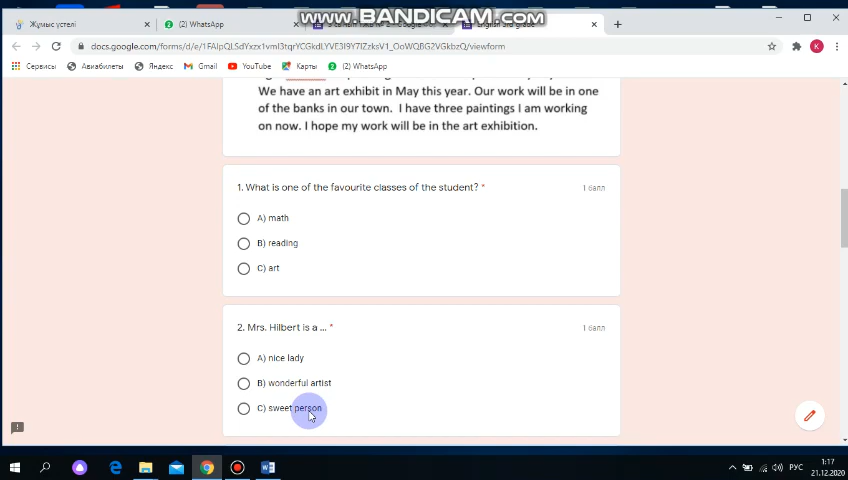 WWW.BANDICAM.COM
Жұмыс үстелі
(2) WhatsApp
English 3rd grade
docs.google.com/forms/d/e/1FAIpQLSdYxzx1vmI3tqrYCGkdLYVE3I9Y7IZzksV1_OoWQBG2VGkbzQ/viewform
Сервисы
Авиабилеты
Яндекс
Gmail
YouTube
Карты
(2) WhatsApp
We have an art exhibit in May this year. Our work will be in one
of the banks in our town. I have three paintings I am working
on now. I hope my work will be in the art exhibition.
1. What is one of the favourite classes of the student? *
1 балл
A) math
B) reading
C) art
2. Mrs. Hilbert is a ... *
1 балл
A) nice lady
B) wonderful artist
C) sweet person
РУС
1:17
21.12.2020